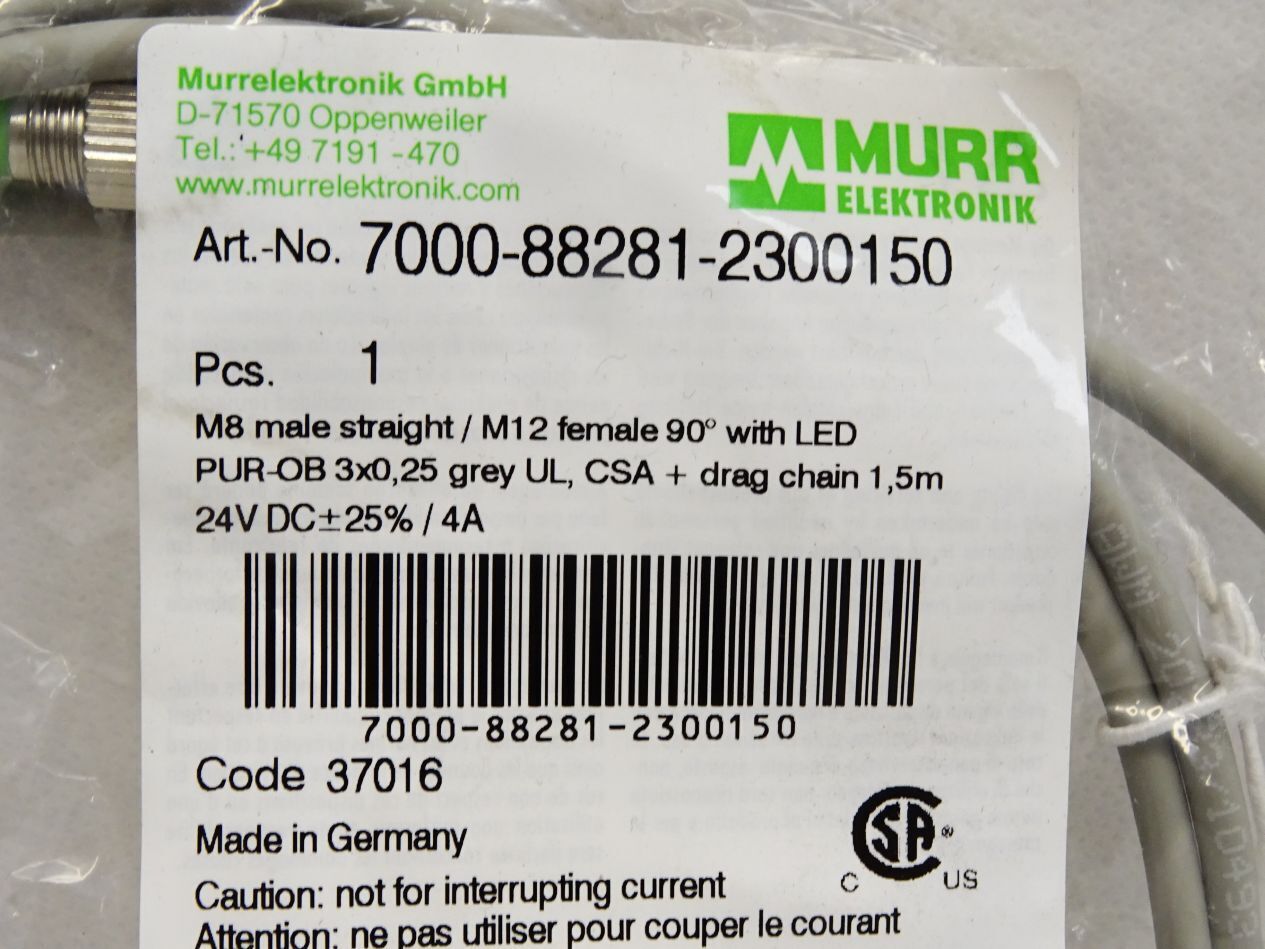 Murrelektronik GmbH
D-71570 Oppenweiler
Tel.: +49 7191 -470
www.murrelektronik.com
MURR
ELEKTRONIK
Art.-No. 7000-88281-2300150
Pcs. 1
M8 male straight / M12 female 90° with LED
PUR-OB 3x0,25 grey UL, CSA + drag chain 1,5m
24V DC±25% / 4A
7000-88281-2300150
Code 37016
Made in Germany
SA ®
C US
Caution: not for interrupting current
Attention: ne pas utiliser pour couper le courant